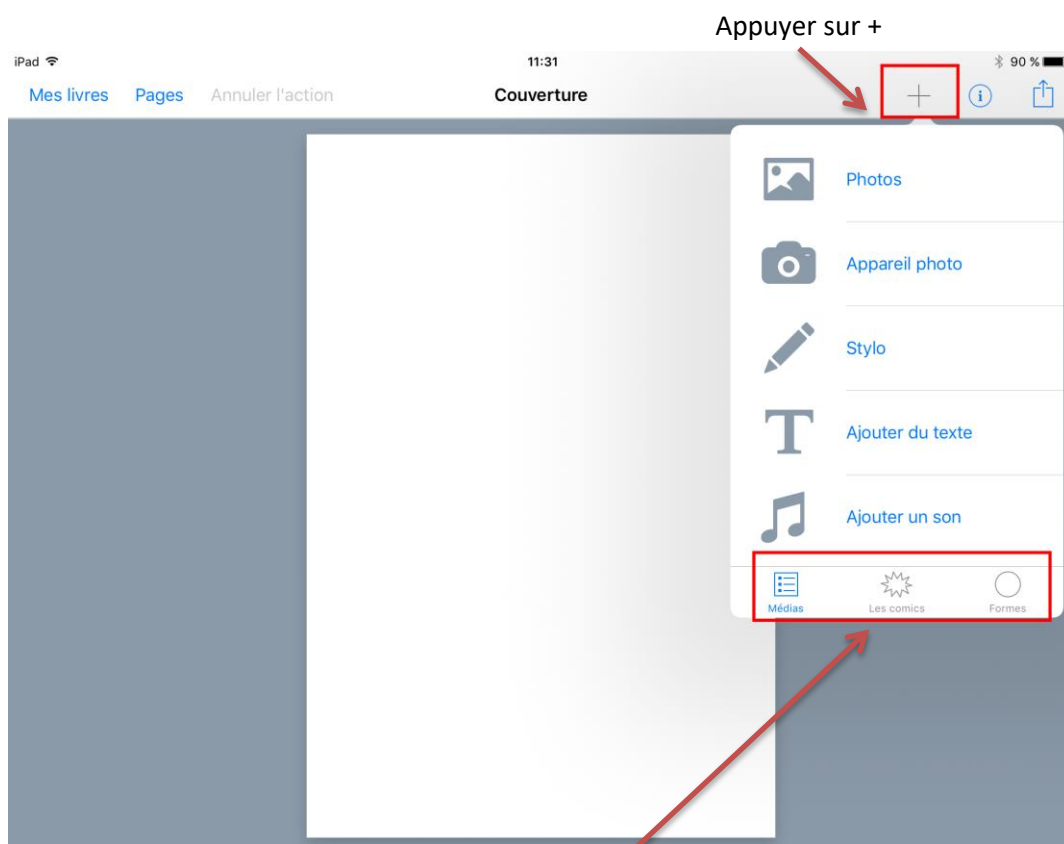 Appuyer sur +
iPad 11:31 90 %
Mes livres Pages Annuler l'action Couverture
Photos
Appareil photo
Stylo
Ajouter du texte
Ajouter un son
Médias Les comics Formes